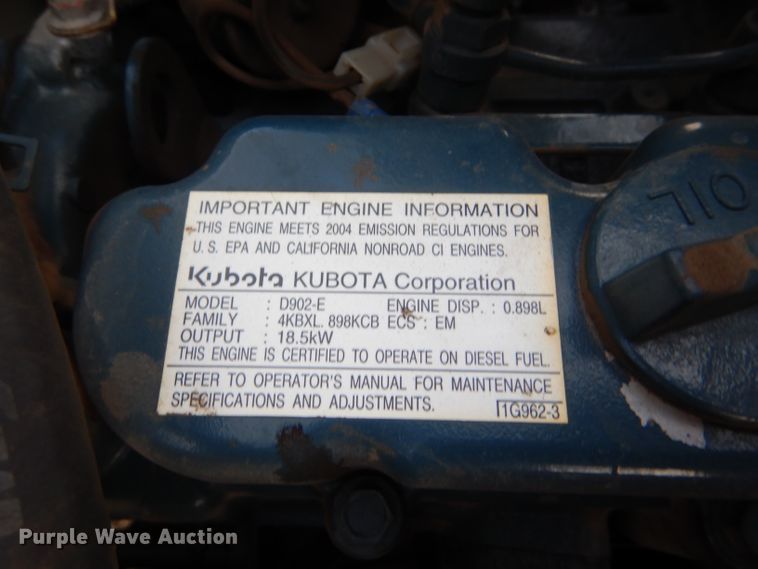 OIL
IMPORTANT ENGINE INFORMATION
THIS ENGINE MEETS 2004 EMISSION REGULATIONS FOR
U.S. EPA AND CALIFORNIA NONROAD CI ENGINES.
Kubota KUBOTA Corporation
MODEL : D902-E ENGINE DISP. : 0.898L
FAMILY : 4KBXL. 898KCB ECS : EM
OUTPUT : 18.5kW
THIS ENGINE IS CERTIFIED TO OPERATE ON DIESEL FUEL.
REFER TO OPERATOR'S MANUAL FOR MAINTENANCE
SPECIFICATIONS AND ADJUSTMENTS. 1G962-3
Purple Wave Auction